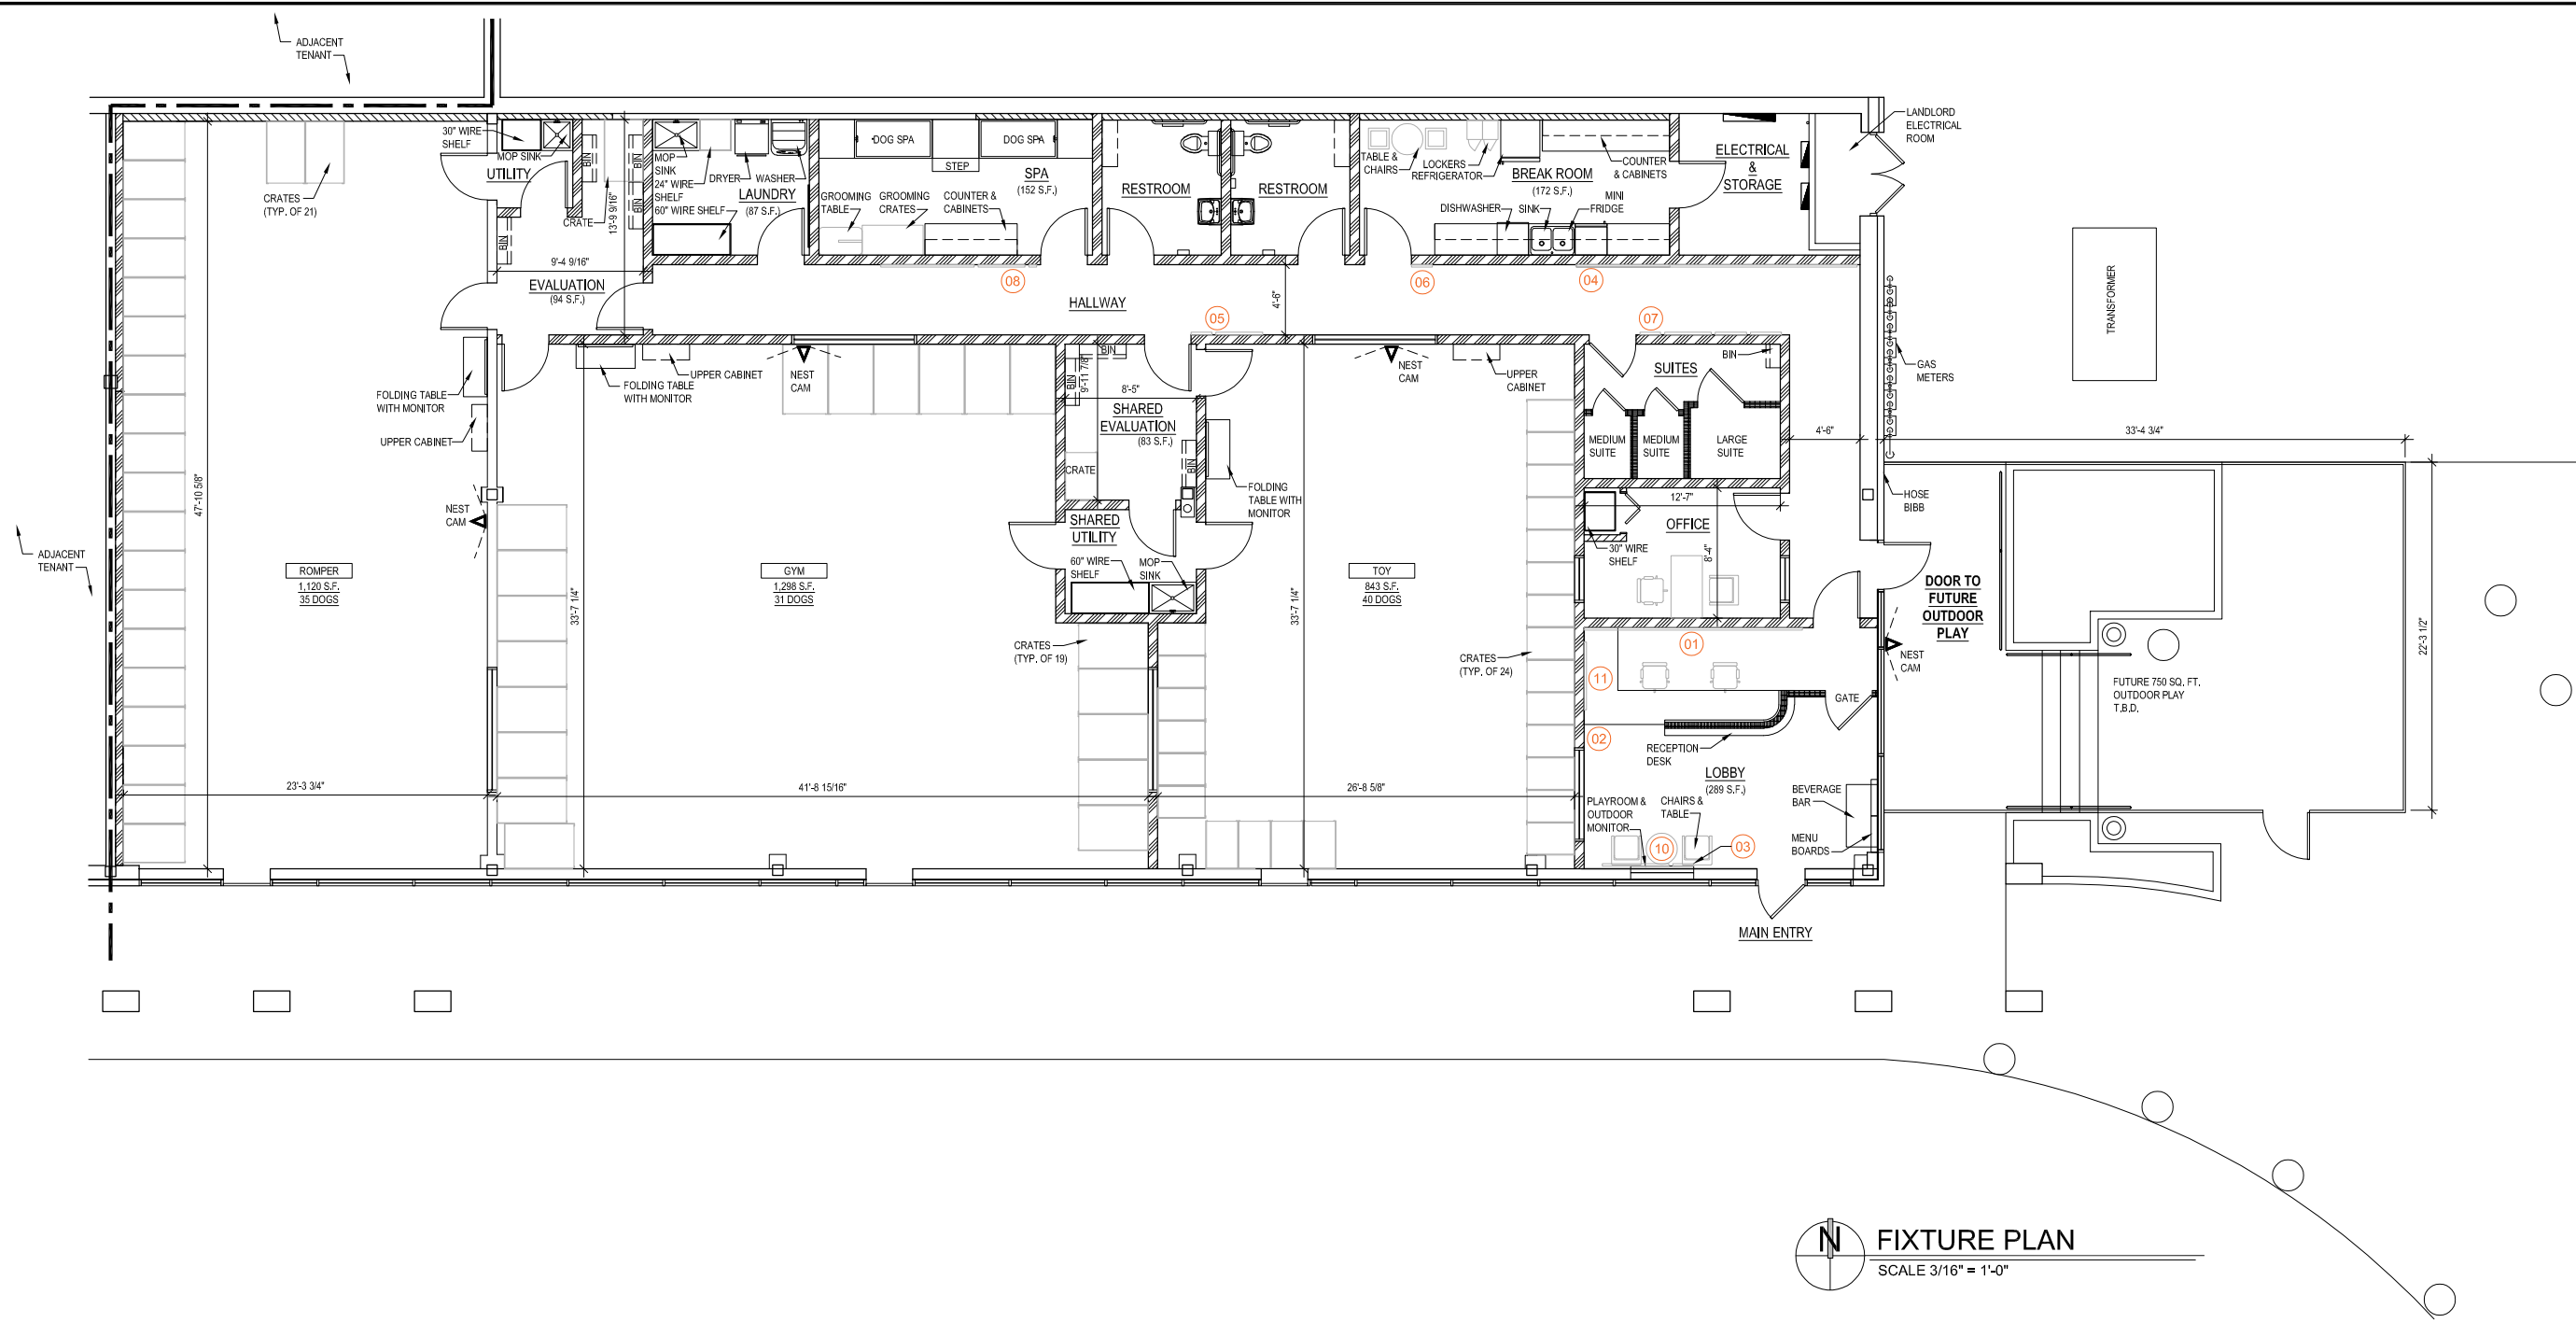 ADJACENT
TENANT
LANDLORD
ELECTRICAL
ROOM
30" WIRE
SHELF
MOP SINK
UTILITY
BIN
BIN
BIN
BIN
CRATES
(TYP. OF 21)
CRATE
13'-9 9/16"
9'-4 9/16"
EVALUATION
(94 S.F.)
MOP
SINK
24" WIRE
SHELF
60" WIRE SHELF
DRYER
WASHER
LAUNDRY
(87 S.F.)
DOG SPA
DOG SPA
STEP
SPA
(152 S.F.)
GROOMING
TABLE
GROOMING
CRATES
COUNTER &
CABINETS
RESTROOM
RESTROOM
TABLE &
CHAIRS
LOCKERS
REFRIGERATOR
BREAK ROOM
(172 S.F.)
COUNTER
& CABINETS
DISHWASHER
SINK
MINI
FRIDGE
ELECTRICAL
&
STORAGE
TRANSFORMER
08
06
04
HALLWAY
4'-6"
05
07
FOLDING TABLE
WITH MONITOR
UPPER CABINET
FOLDING TABLE
WITH MONITOR
UPPER CABINET
NEST
CAM
BIN
BIN
9'-11 7/8"
8'-5"
SHARED
EVALUATION
(83 S.F.)
BIN
CRATE
NEST
CAM
UPPER
CABINET
SUITES
BIN
MEDIUM
SUITE
MEDIUM
SUITE
LARGE
SUITE
GAS
METERS
4'-6"
33'-4 3/4"
47'-10 5/8"
NEST
CAM
FOLDING
TABLE WITH
MONITOR
12'-7"
OFFICE
8'-4"
30" WIRE
SHELF
HOSE
BIBB
ADJACENT
TENANT
SHARED
UTILITY
60" WIRE
SHELF
MOP
SINK
ROMPER
1,120 S.F.
35 DOGS
GYM
1,298 S.F.
31 DOGS
TOY
843 S.F.
40 DOGS
33'-7 1/4"
33'-7 1/4"
DOOR TO
FUTURE
OUTDOOR
PLAY
22'-3 1/2"
CRATES
(TYP. OF 19)
CRATES
(TYP. OF 24)
01
11
02
NEST
CAM
GATE
FUTURE 750 SQ. FT.
OUTDOOR PLAY
T.B.D.
RECEPTION
DESK
LOBBY
(289 S.F.)
23'-3 3/4"
41'-8 15/16"
26'-8 5/8"
PLAYROOM &
OUTDOOR
MONITOR
CHAIRS &
TABLE
BEVERAGE
BAR
MENU
BOARDS
10
03
MAIN ENTRY
N
FIXTURE PLAN
SCALE 3/16" = 1'-0"